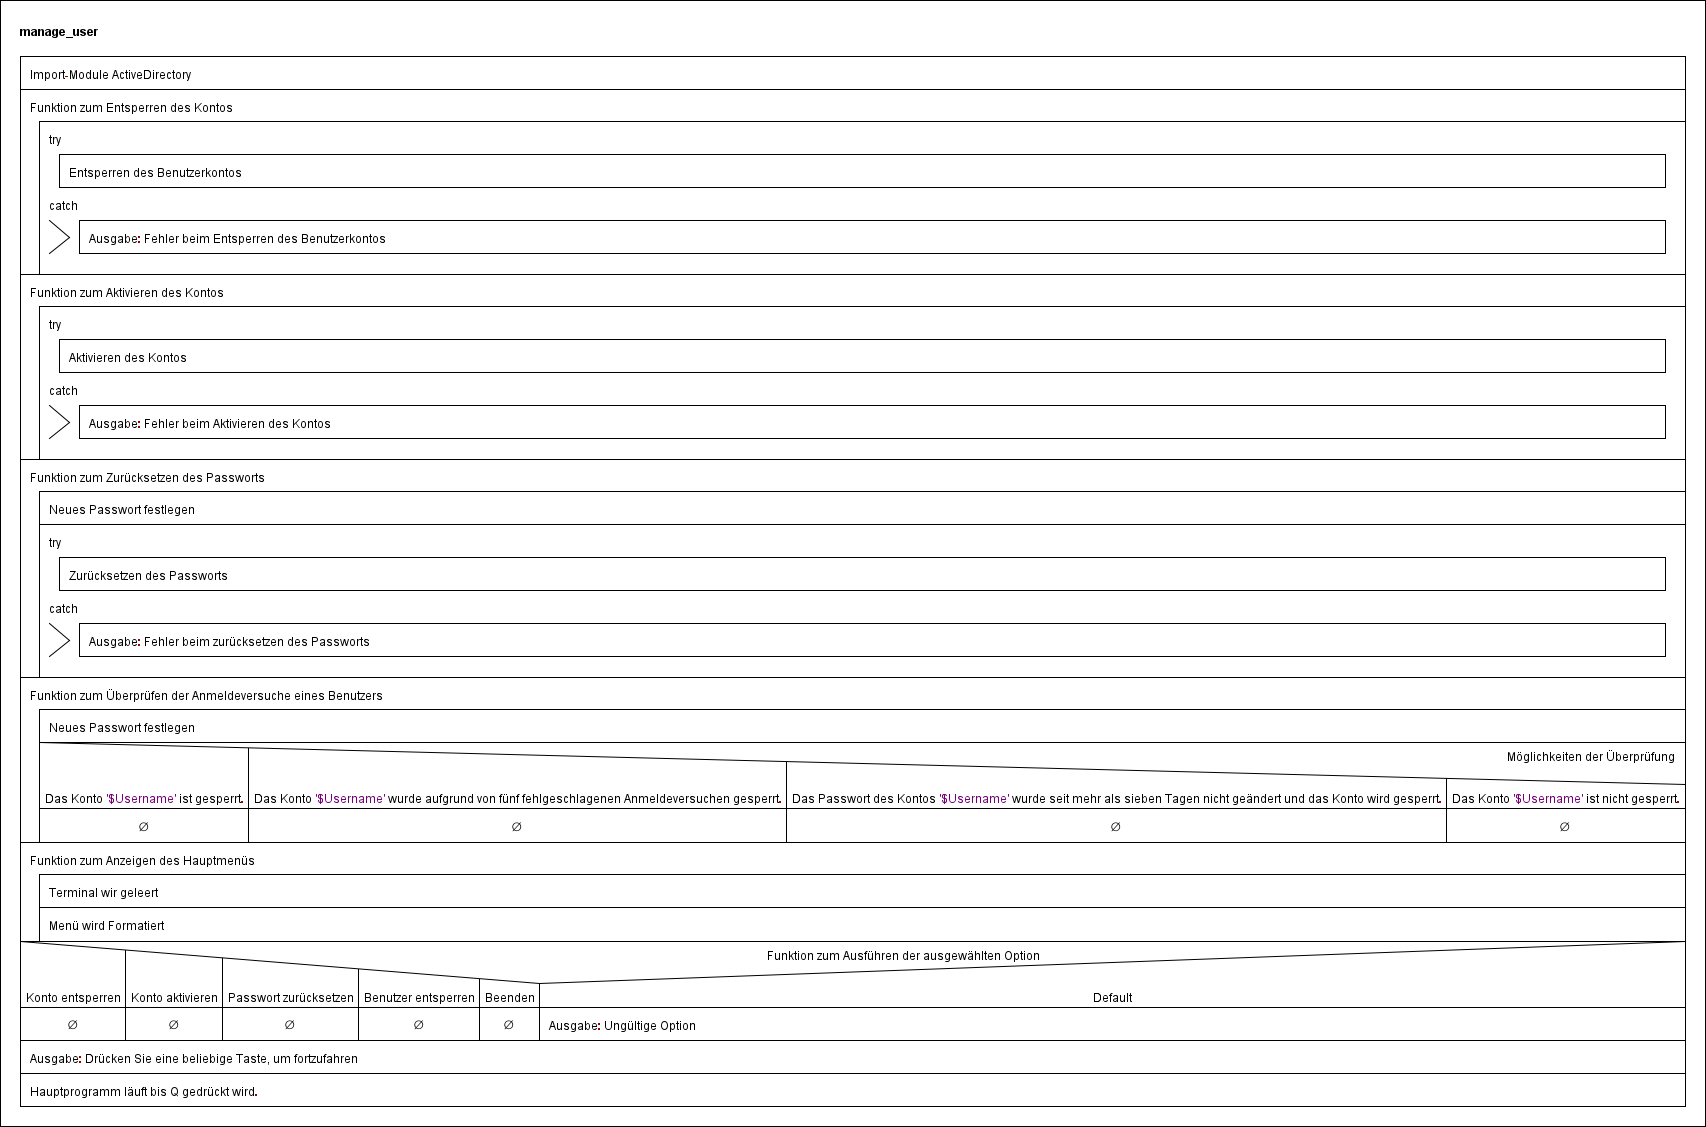 manage_user
Import-Module ActiveDirectory
Funktion zum Entsperren des Kontos
try
Entsperren des Benutzerkontos
catch
Ausgabe: Fehler beim Entsperren des Benutzerkontos
Funktion zum Aktivieren des Kontos
try
Aktivieren des Kontos
catch
Ausgabe: Fehler beim Aktivieren des Kontos
Funktion zum Zurücksetzen des Passworts
Neues Passwort festlegen
try
Zurücksetzen des Passworts
catch
Ausgabe: Fehler beim zurücksetzen des Passworts
Funktion zum Überprüfen der Anmeldeversuche eines Benutzers
Neues Passwort festlegen
Möglichkeiten der Überprüfung
Das Konto '$Username' ist gesperrt.
Das Konto '$Username' wurde aufgrund von fünf fehlgeschlagenen Anmeldeversuchen gesperrt.
Das Passwort des Kontos '$Username' wurde seit mehr als sieben Tagen nicht geändert und das Konto wird gesperrt.
Das Konto '$Username' ist nicht gesperrt.
∅
∅
∅
∅
Funktion zum Anzeigen des Hauptmenüs
Terminal wir geleert
Menü wird Formatiert
Funktion zum Ausführen der ausgewählten Option
Konto entsperren
Konto aktivieren
Passwort zurücksetzen
Benutzer entsperren
Beenden
Default
∅
∅
∅
∅
∅
Ausgabe: Ungültige Option
Ausgabe: Drücken Sie eine beliebige Taste, um fortzufahren
Hauptprogramm läuft bis Q gedrückt wird.